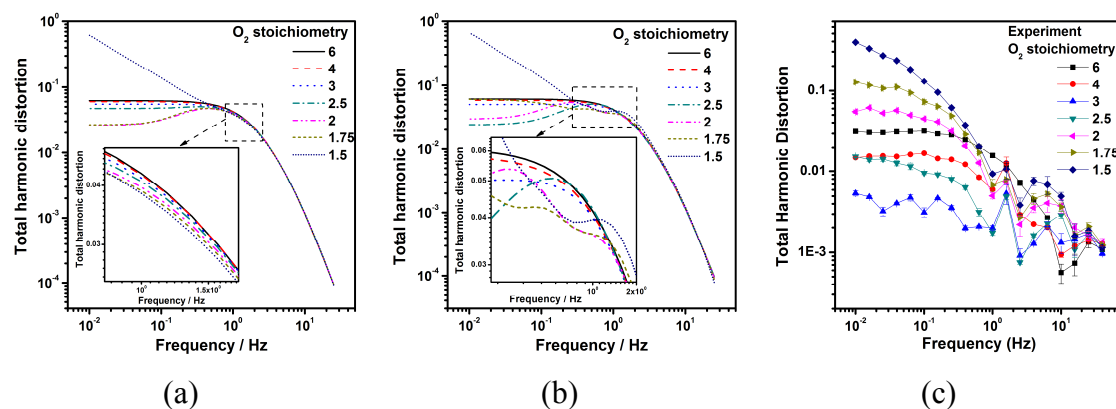 10⁰
10⁻¹
10⁻²
10⁻³
10⁻⁴
Total harmonic distortion
O₂ stoichiometry
6
4
3
2.5
2
1.75
1.5
0.04
0.03
Total harmonic distortion
10⁰
1.5x10⁰
Frequency / Hz
10⁻²
10⁻¹
10⁰
10¹
Frequency / Hz
(a)
10⁰
10⁻¹
10⁻²
10⁻³
10⁻⁴
Total harmonic distortion
O₂ stoichiometry
6
4
3
2.5
2
1.75
1.5
0.06
0.05
0.04
0.03
Total harmonic distortion
10⁰
2x10⁰
Frequency / Hz
10⁻²
10⁻¹
10⁰
10¹
Frequency / Hz
(b)
0.1
0.01
1E-3
Total Harmonic Distortion
Experiment
O₂ stoichiometry
6
4
3
2.5
2
1.75
1.5
10⁻²
10⁻¹
10⁰
10¹
Frequency (Hz)
(c)